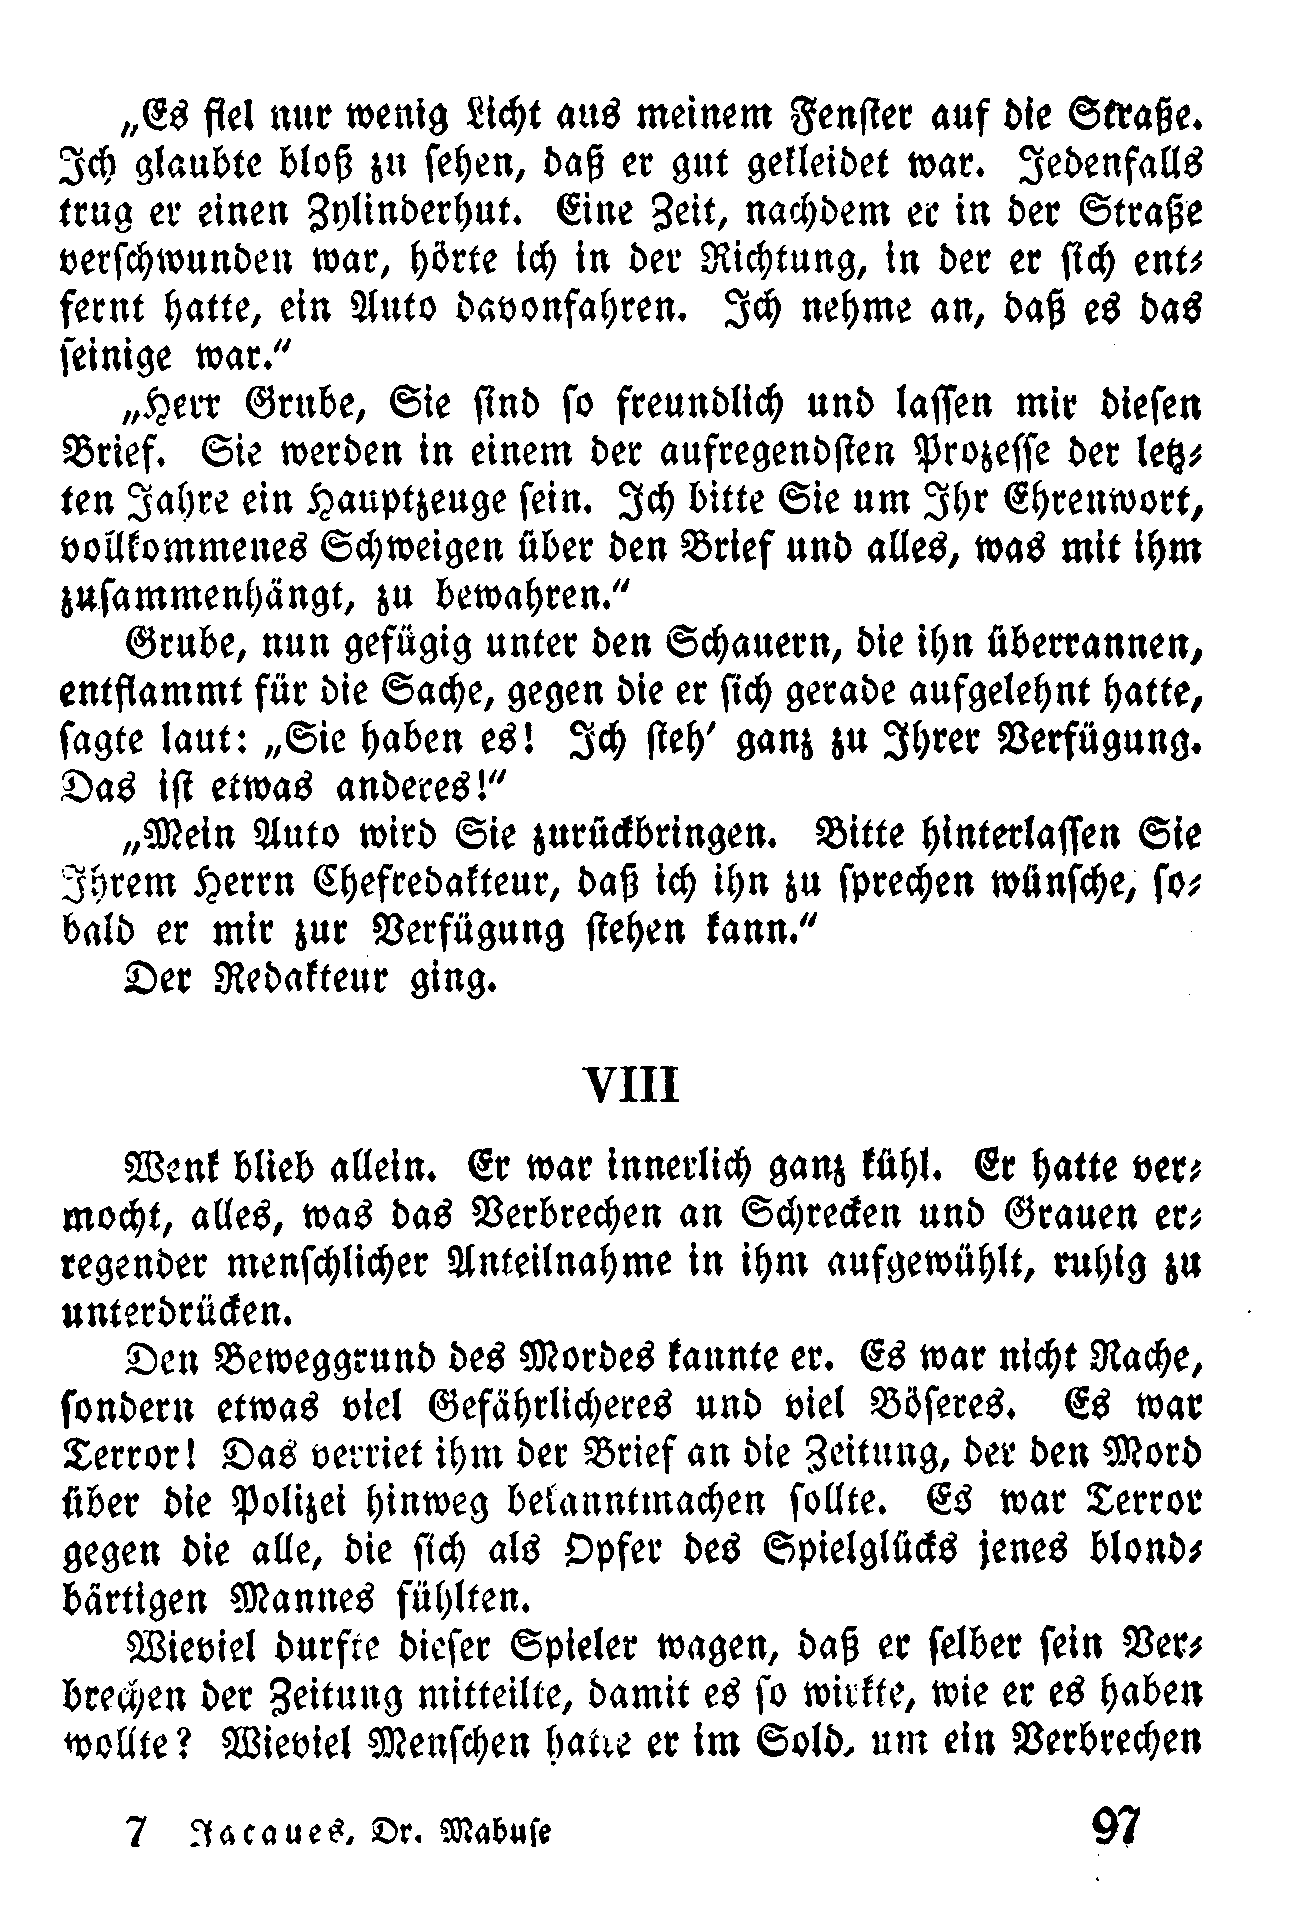 „Es fiel nur wenig Licht aus meinem Fenster auf die Straße.
Ich glaubte bloß zu sehen, daß er gut gekleidet war. Jedenfalls
trug er einen Zylinderhut. Eine Zeit, nachdem er in der Straße
verschwunden war, hörte ich in der Richtung, in der er sich ent-
fernt hatte, ein Auto davonfahren. Ich nehme an, daß es das
seinige war.“
„Herr Grube, Sie sind so freundlich und lassen mir diesen
Brief. Sie werden in einem der aufregendsten Prozesse der letz-
ten Jahre ein Hauptzeuge sein. Ich bitte Sie um Ihr Ehrenwort,
vollkommenes Schweigen über den Brief und alles, was mit ihm
zusammenhängt, zu bewahren.“
Grube, nun gefügig unter den Schauern, die ihn überrannen,
entflammt für die Sache, gegen die er sich gerade aufgelehnt hatte,
sagte laut: „Sie haben es! Ich steh' ganz zu Ihrer Verfügung.
Das ist etwas anderes!“
„Mein Auto wird Sie zurückbringen. Bitte hinterlassen Sie
Ihrem Herrn Chefredakteur, daß ich ihn zu sprechen wünsche, so-
bald er mir zur Verfügung stehen kann.“
Der Redakteur ging.
VIII
Wenk blieb allein. Er war innerlich ganz kühl. Er hatte ver-
mocht, alles, was das Verbrechen an Schrecken und Grauen er-
regender menschlicher Anteilnahme in ihm aufgewühlt, ruhig zu
unterdrücken.
Den Beweggrund des Mordes kannte er. Es war nicht Rache,
sondern etwas viel Gefährlicheres und viel Böseres. Es war
Terror! Das verriet ihm der Brief an die Zeitung, der den Mord
über die Polizei hinweg bekanntmachen sollte. Es war Terror
gegen die alle, die sich als Opfer des Spielglücks jenes blond-
bärtigen Mannes fühlten.
Wieviel durfte dieser Spieler wagen, daß er selber sein Ver-
brechen der Zeitung mitteilte, damit es so wirkte, wie er es haben
wollte? Wieviel Menschen hatte er im Sold, um ein Verbrechen
7 Jacques, Dr. Mabuse 97